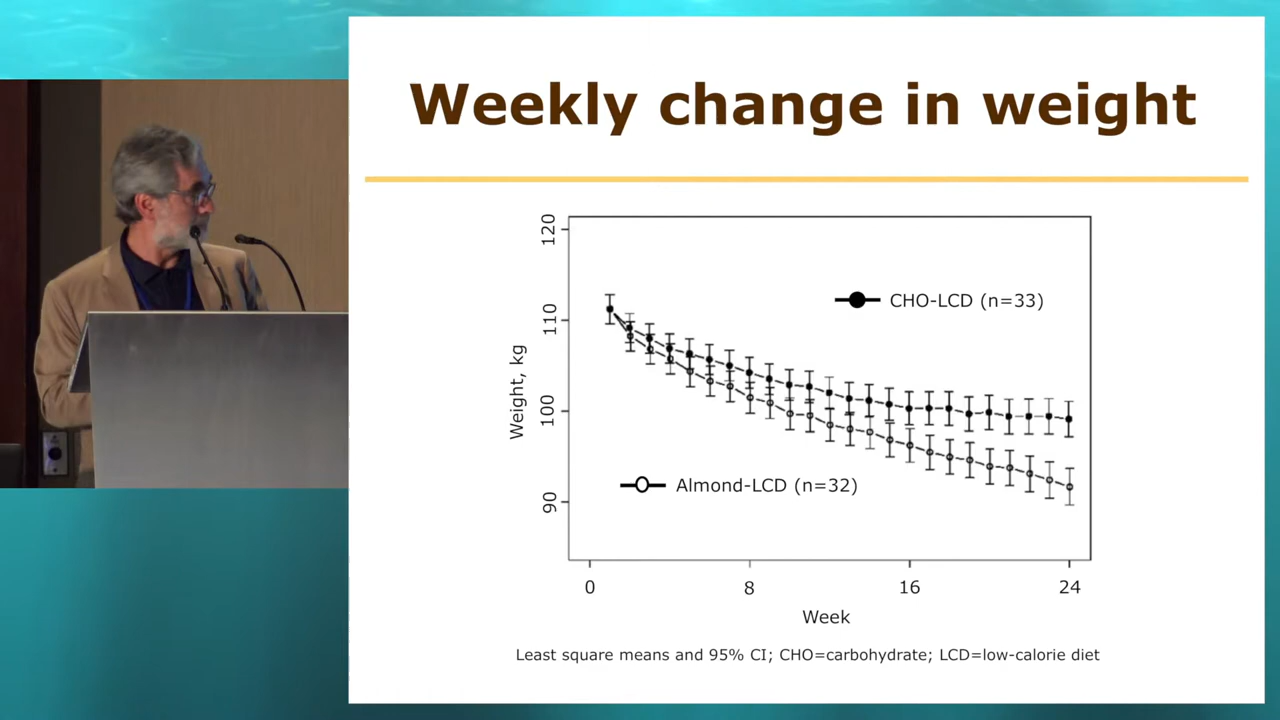 Weekly change in weight
120
110
100
90
Weight, kg
CHO-LCD (n=33)
Almond-LCD (n=32)
0 8 16 24
Week
Least square means and 95% CI; CHO=carbohydrate; LCD=low-calorie diet